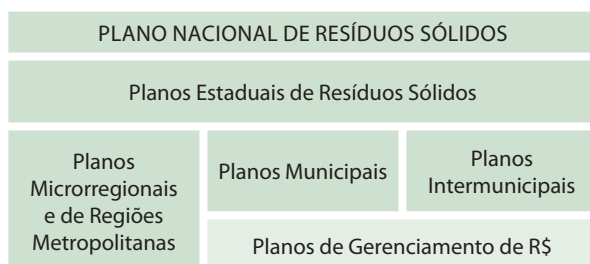 PLANO NACIONAL DE RESÍDUOS SÓLIDOS
Planos Estaduais de Resíduos Sólidos
Planos
Microrregionais
e de Regiões
Metropolitanas
Planos Municipais
Planos
Intermunicipais
Planos de Gerenciamento de R$